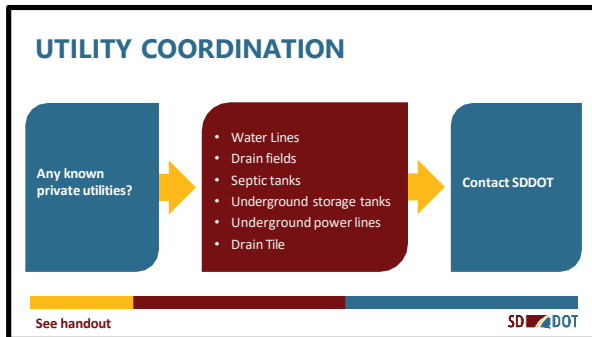 UTILITY COORDINATION
Any known
private utilities?
• Water Lines
• Drain fields
• Septic tanks
• Underground storage tanks
• Underground power lines
• Drain Tile
Contact SDDOT
See handout
SD DOT